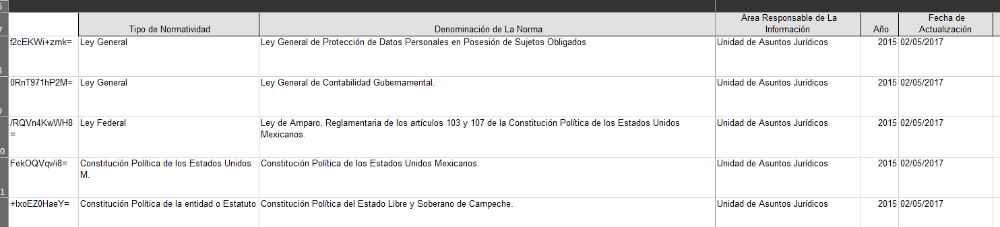 5
Área Responsable de La Información
Fecha de Actualización
7
Tipo de Normatividad
Denominación de La Norma
Año
f2cEKWi+zmk= Ley General Ley General de Protección de Datos Personales en Posesión de Sujetos Obligados Unidad de Asuntos Jurídicos 2015 02/05/2017
0RnT971hP2M= Ley General Ley General de Contabilidad Gubernamental. Unidad de Asuntos Jurídicos 2015 02/05/2017
/RQVn4KwWH8= Ley Federal Ley de Amparo, Reglamentaria de los artículos 103 y 107 de la Constitución Política de los Estados Unidos Mexicanos. Unidad de Asuntos Jurídicos 2015 02/05/2017
FekOQVqv/i8= Constitución Política de los Estados Unidos M. Constitución Política de los Estados Unidos Mexicanos. Unidad de Asuntos Jurídicos 2015 02/05/2017
+IxoEZ0HaeY= Constitución Política de la entidad o Estatuto Constitución Política del Estado Libre y Soberano de Campeche. Unidad de Asuntos Jurídicos 2015 02/05/2017